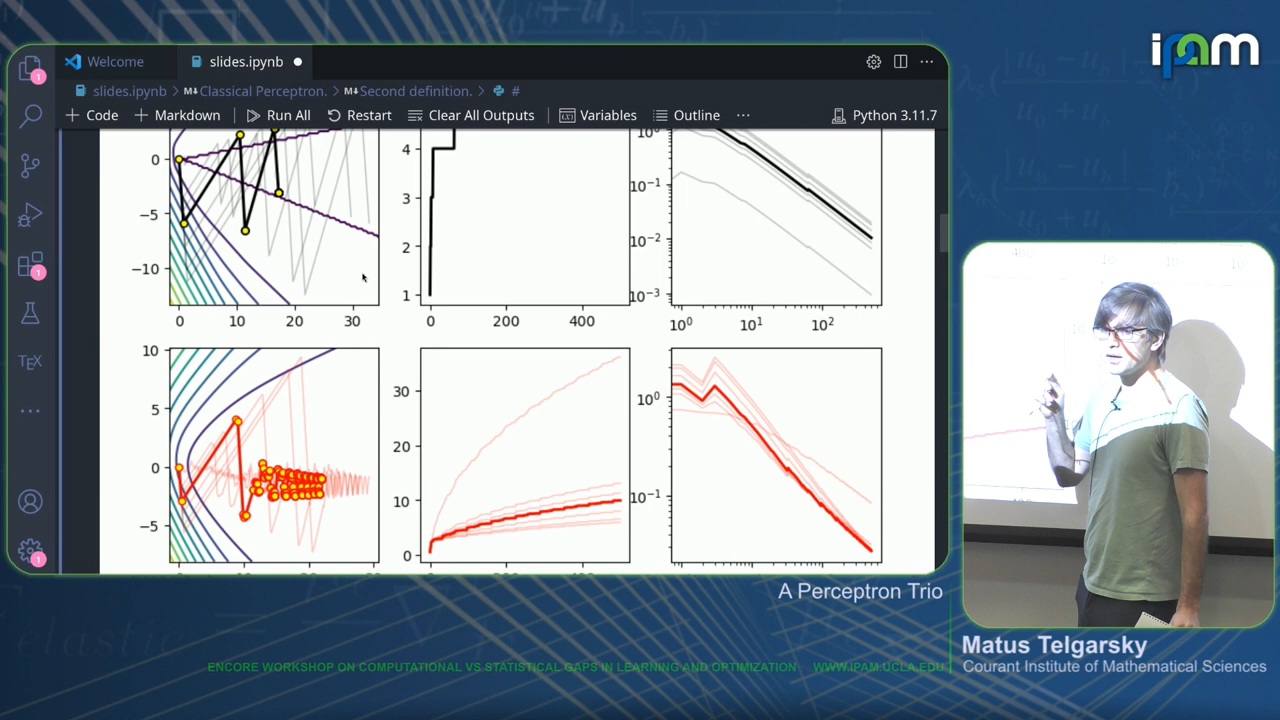 ipam
Welcome
slides.ipynb
slides.ipynb > Classical Perceptron. > Second definition. > #
+ Code + Markdown Run All Restart Clear All Outputs Variables Outline ... Python 3.11.7
1
1
TEX
1
0
−5
−10
0 10 20 30
4
3
2
1
0 200 400
10⁰
10⁻¹
10⁻²
10⁻³
10⁰ 10¹ 10²
10
5
0
−5
30
20
10
0
10⁰
10⁻¹
A Perceptron Trio
Matus Telgarsky
Courant Institute of Mathematical Sciences
ENCORE WORKSHOP ON COMPUTATIONAL VS STATISTICAL GAPS IN LEARNING AND OPTIMIZATION WWW.IPAM.UCLA.EDU